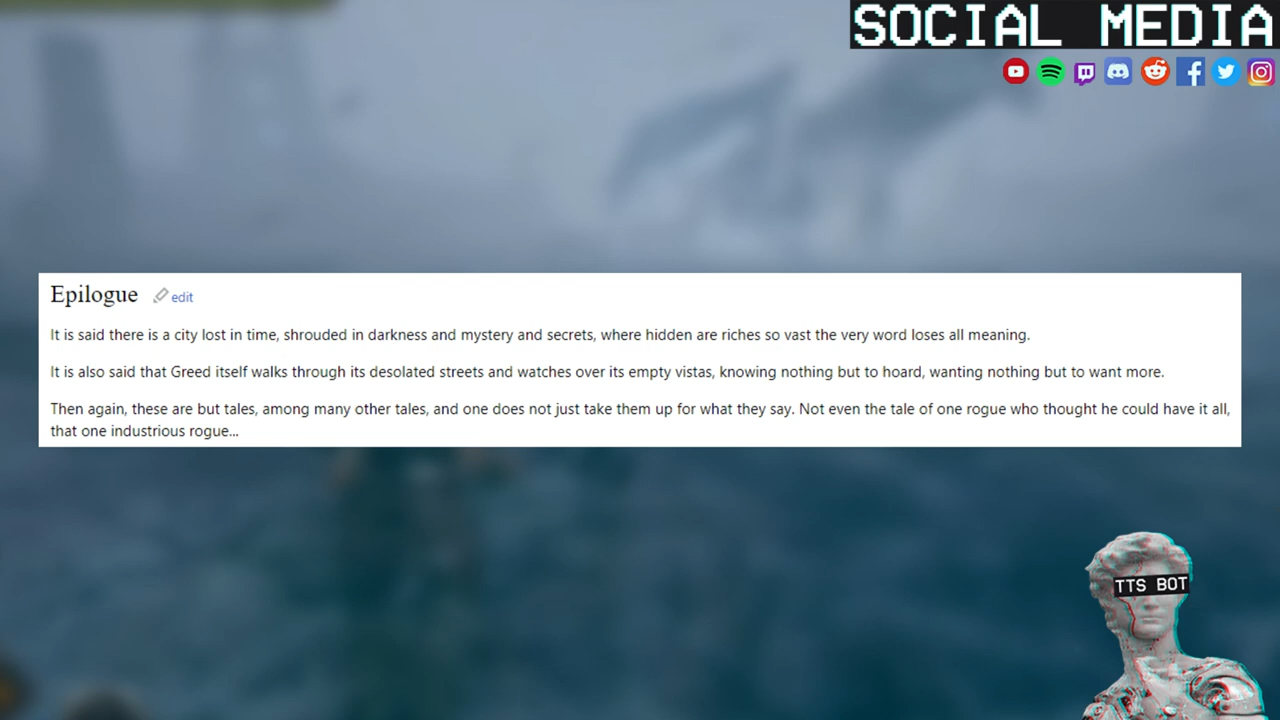 SOCIAL MEDIA
Epilogue edit
It is said there is a city lost in time, shrouded in darkness and mystery and secrets, where hidden are riches so vast the very word loses all meaning.
It is also said that Greed itself walks through its desolated streets and watches over its empty vistas, knowing nothing but to hoard, wanting nothing but to want more.
Then again, these are but tales, among many other tales, and one does not just take them up for what they say. Not even the tale of one rogue who thought he could have it all,
that one industrious rogue...
TTS BOT